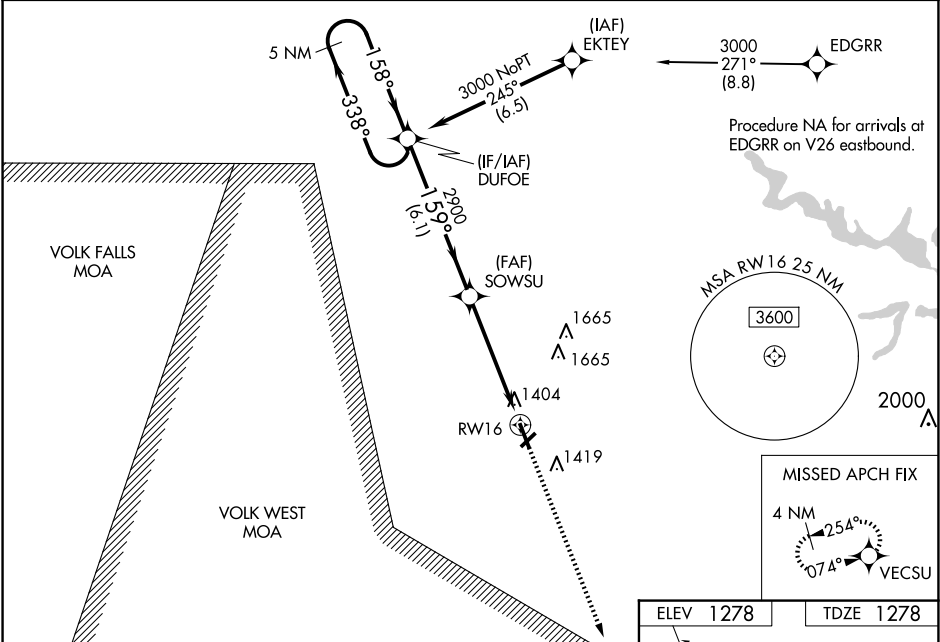 (IAF)
EKTEY
EDGRR
5 NM
158°
338°
3000 NoPT
245°
(6.5)
3000
271°
(8.8)
Procedure NA for arrivals at
EDGRR on V26 eastbound.
(IF/IAF)
DUFOE
2900
159°
(6.1)
VOLK FALLS
MOA
(FAF)
SOWSU
MSA RW16 25 NM
3600
1665
1665
1404
2000
RW16
1419
MISSED APCH FIX
4 NM
254°
074°
VECSU
VOLK WEST
MOA
ELEV 1278
TDZE 1278